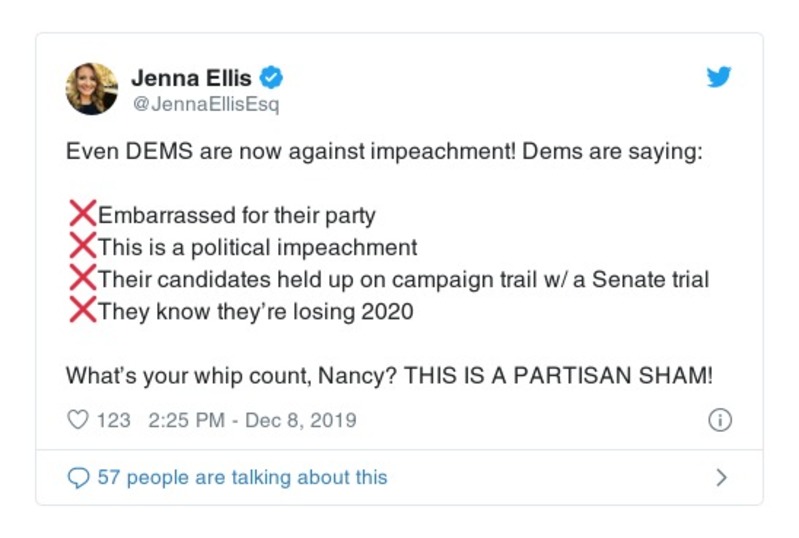 Jenna Ellis
@JennaEllisEsq
Even DEMS are now against impeachment! Dems are saying:
❌Embarrassed for their party
❌This is a political impeachment
❌Their candidates held up on campaign trail w/ a Senate trial
❌They know they’re losing 2020
What’s your whip count, Nancy? THIS IS A PARTISAN SHAM!
123 2:25 PM - Dec 8, 2019
57 people are talking about this